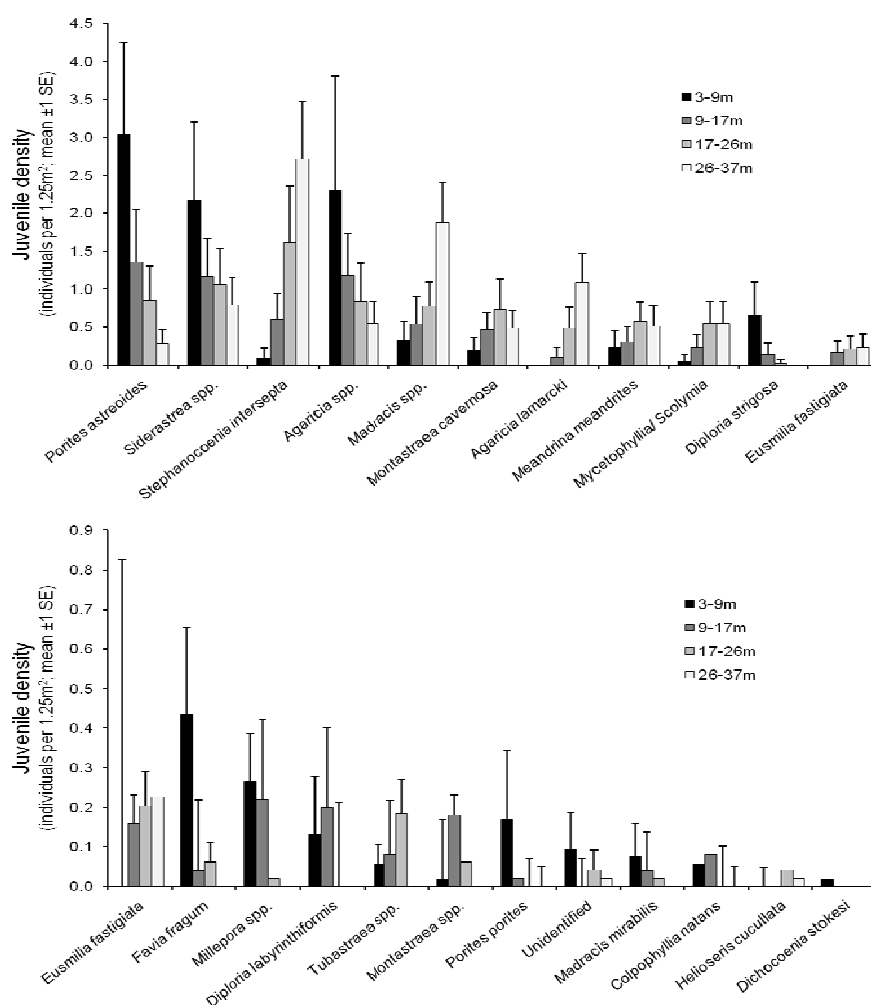 4.5
4.0
3.5
3.0
2.5
2.0
1.5
1.0
0.5
0.0
Juvenile density
(individuals per 1.25m²; mean ±1 SE)
3-9m
9-17m
17-26m
26-37m
Porites astreoides
Siderastrea spp.
Stephanocoenia intersepta
Agaricia spp.
Madracis spp.
Montastraea cavernosa
Agaricia lamarcki
Meandrina meandrites
Mycetophyllia/ Scolymia
Diploria strigosa
Eusmilia fastigiata
0.9
0.8
0.7
0.6
0.5
0.4
0.3
0.2
0.1
0.0
Juvenile density
(individuals per 1.25m²; mean ±1 SE)
3-9m
9-17m
17-26m
26-37m
Eusmilia fastigiata
Favia fragum
Millepora spp.
Diploria labyrinthiformis
Tubastraea spp.
Montastraea spp.
Porites porites
Unidentified
Madracis mirabilis
Colpophyllia natans
Helioseris cucullata
Dichocoenia stokesi